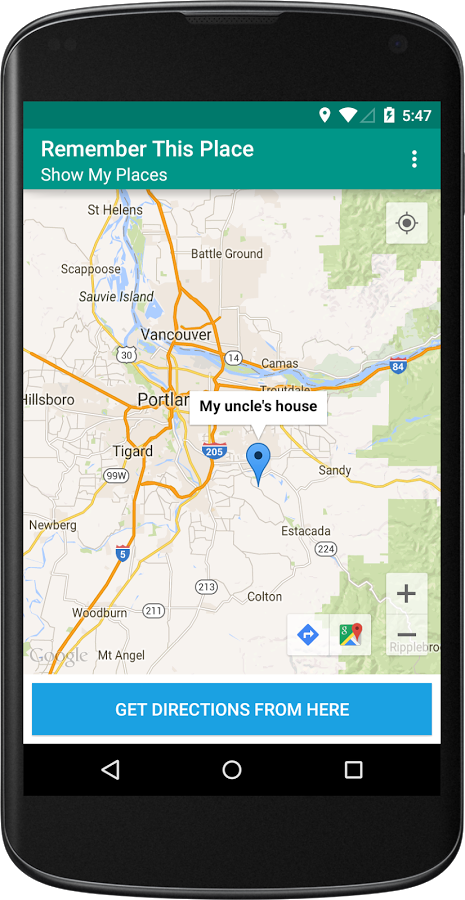 5:47
Remember This Place
Show My Places
St Helens
Battle Ground
Scappoose
Sauvie Island
Vancouver
30
14
Camas
84
Troutdale
Hillsboro
Portlan
My uncle's house
Tigard
205
99W
Sandy
Newberg
Estacada
5
224
213
Colton
Woodburn
211
+
−
Google
Mt Angel
Ripplebro
GET DIRECTIONS FROM HERE